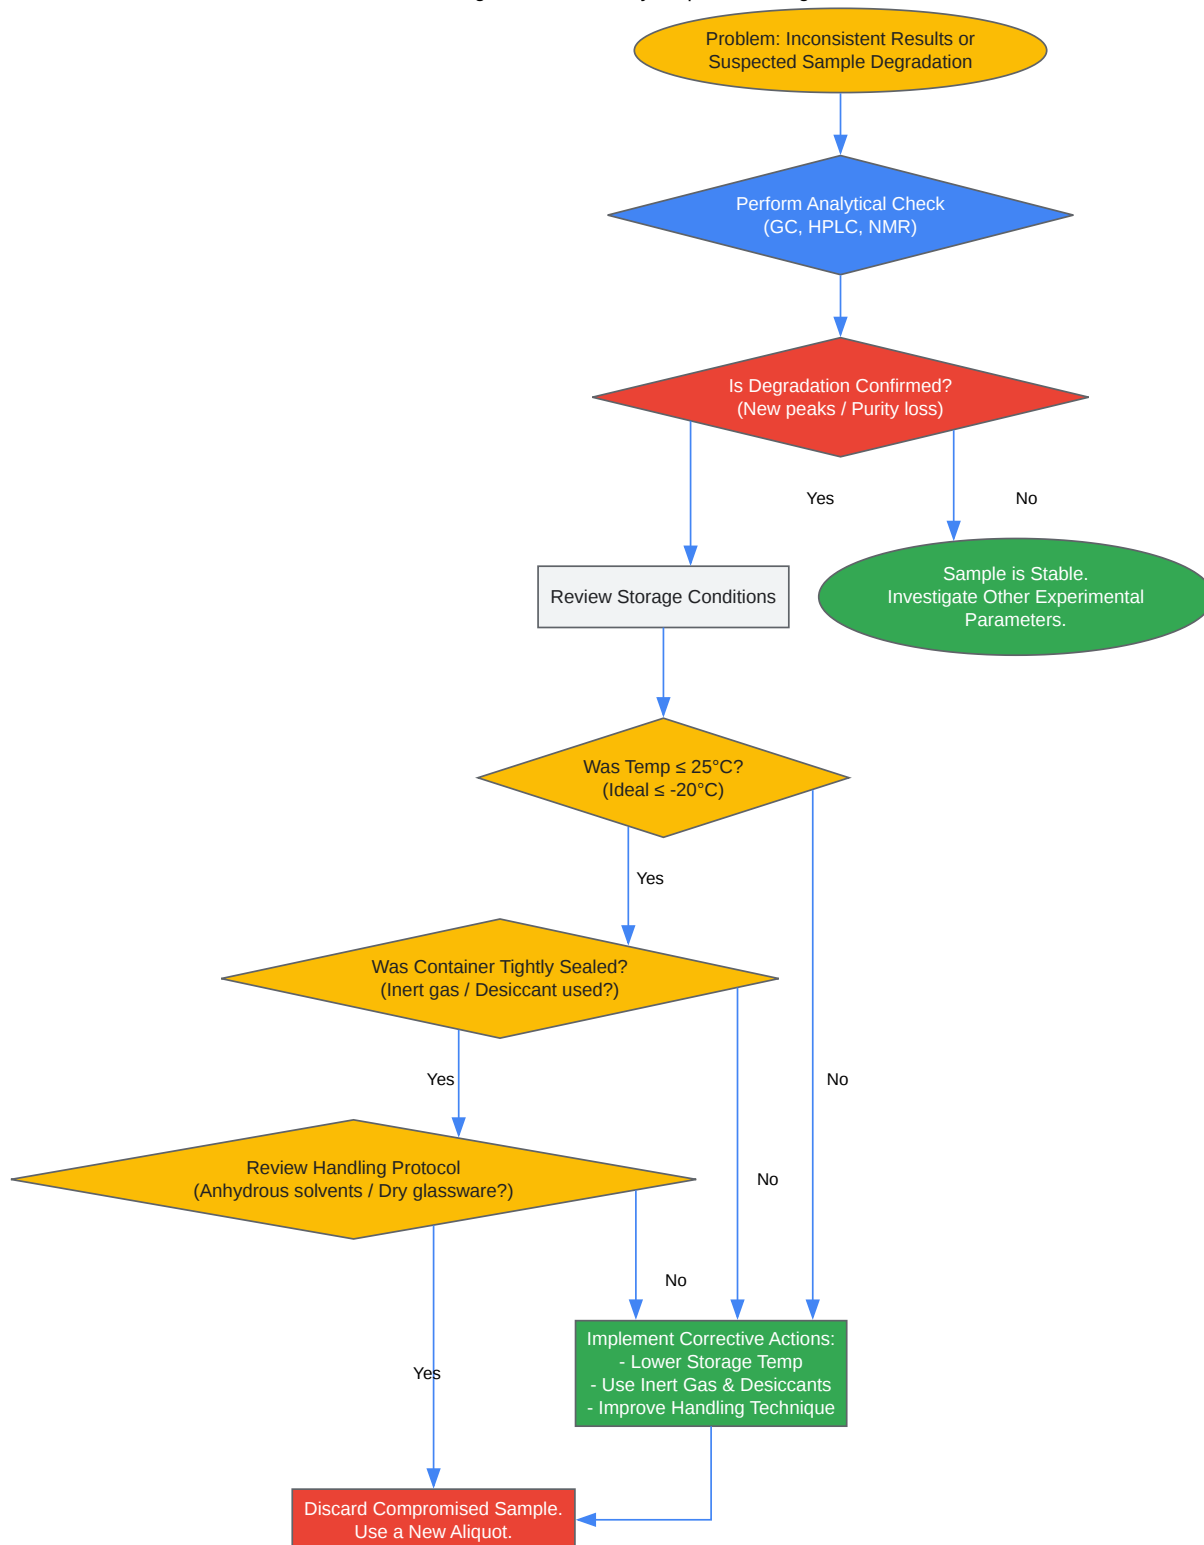 Problem: Inconsistent Results or
Suspected Sample Degradation
Perform Analytical Check
(GC, HPLC, NMR)
Is Degradation Confirmed?
(New peaks / Purity loss)
Yes
No
Review Storage Conditions
Sample is Stable.
Investigate Other Experimental
Parameters.
Was Temp ≤ 25°C?
(Ideal ≤ -20°C)
Yes
Was Container Tightly Sealed?
(Inert gas / Desiccant used?)
Yes
No
Review Handling Protocol
(Anhydrous solvents / Dry glassware?)
No
No
Implement Corrective Actions:
- Lower Storage Temp
- Use Inert Gas & Desiccants
- Improve Handling Technique
Yes
Discard Compromised Sample.
Use a New Aliquot.